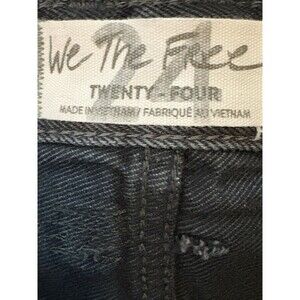 We The Free
24
TWENTY - FOUR
MADE IN VIETNAM / FABRIQUÉ AU VIETNAM